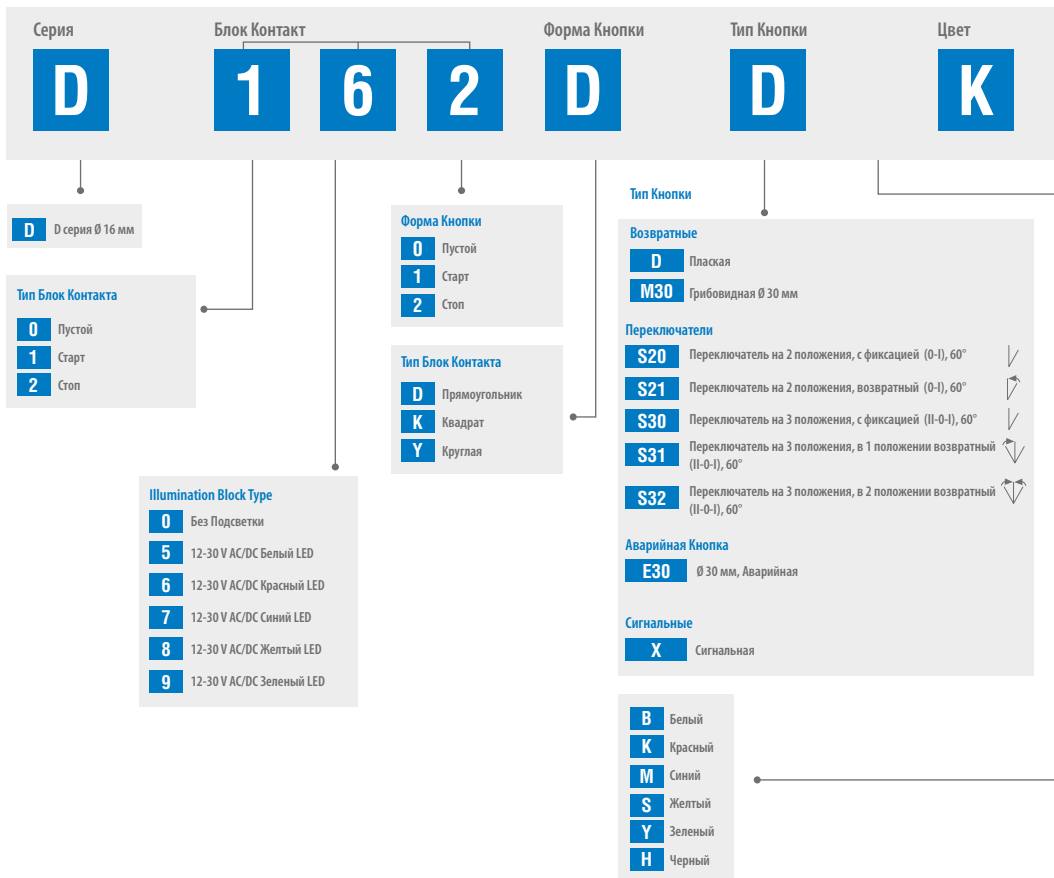 Серия Блок Контакт Форма Кнопки Тип Кнопки Цвет
D 1 6 2 D D K
D D серия Ø 16 мм
Тип Блок Контакта
0 Пустой
1 Старт
2 Стоп
Illumination Block Type
0 Без Подсветки
5 12-30 V AC/DC Белый LED
6 12-30 V AC/DC Красный LED
7 12-30 V AC/DC Синий LED
8 12-30 V AC/DC Желтый LED
9 12-30 V AC/DC Зеленый LED
Форма Кнопки
0 Пустой
1 Старт
2 Стоп
Тип Блок Контакта
D Прямоугольник
K Квадрат
Y Круглая
Тип Кнопки
Возвратные
D Плаская
M30 Грибовидная Ø 30 мм
Переключатели
S20 Переключатель на 2 положения, с фиксацией (0-I), 60°
S21 Переключатель на 2 положения, возвратный (0-I), 60°
S30 Переключатель на 3 положения, с фиксацией (II-0-I), 60°
S31 Переключатель на 3 положения, в 1 положении возвратный
(II-0-I), 60°
S32 Переключатель на 3 положения, в 2 положении возвратный
(II-0-I), 60°
Аварийная Кнопка
E30 Ø 30 мм, Аварийная
Сигнальные
X Сигнальная
B Белый
K Красный
M Синий
S Желтый
Y Зеленый
H Черный